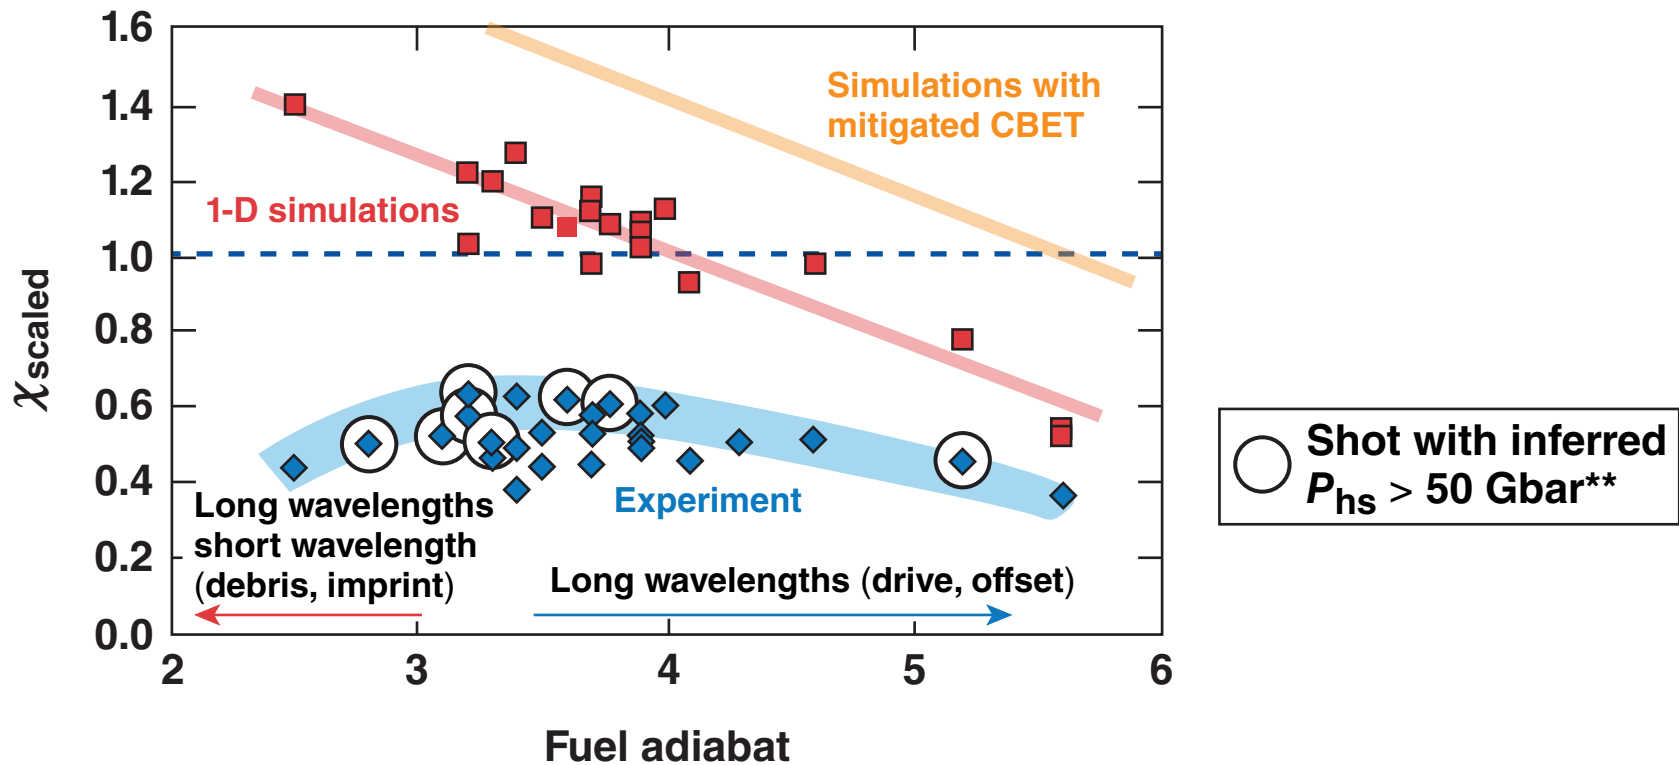 1.6
1.4
1.2
1.0
0.8
0.6
0.4
0.2
0.0
χscaled
2 3 4 5 6
Fuel adiabat
Simulations with
mitigated CBET
1-D simulations
Experiment
Long wavelengths
short wavelength
(debris, imprint)
Long wavelengths (drive, offset)
Shot with inferred
Phs > 50 Gbar**